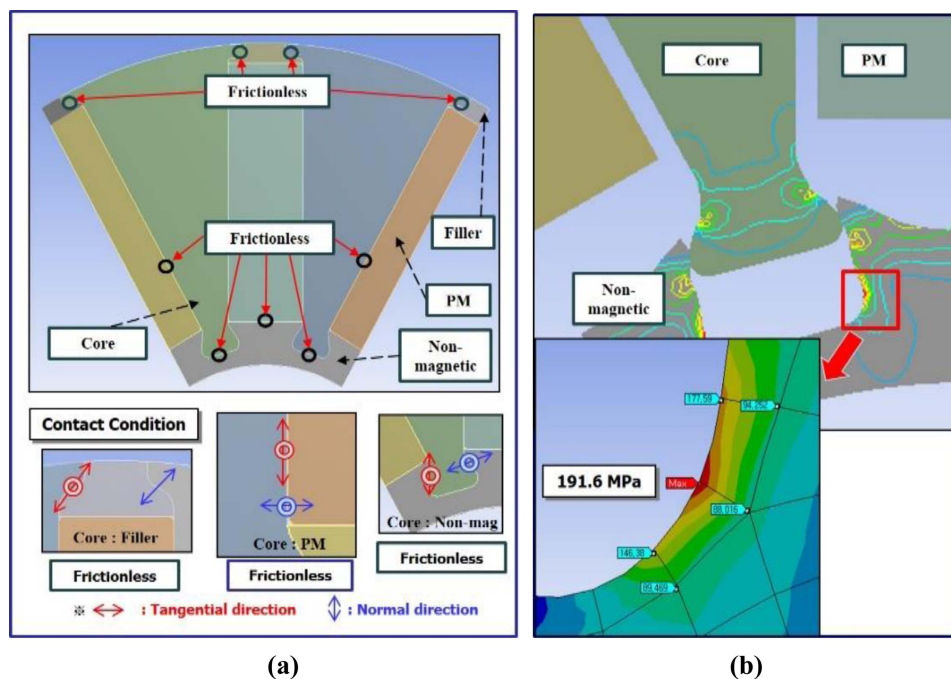 Frictionless
Frictionless
Filler
PM
Core
Non-
magnetic
Contact Condition
Core : Filler
Frictionless
Core : PM
Frictionless
Core : Non-mag
Frictionless
※ : Tangential direction
: Normal direction
(a)
Core
PM
Non-
magnetic
177.59
94.252
191.6 MPa
Max
88.016
146.38
89.469
(b)